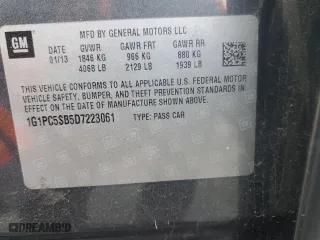 MFD BY GENERAL MOTORS LLC
GM
DATE GVWR GAWR FRT GAWR RR
01/13 1846 KG 966 KG 880 KG
4068 LB 2129 LB 1939 LB
THIS VEHICLE CONFORMS TO ALL APPLICABLE U.S. FEDERAL MOTOR
VEHICLE SAFETY, BUMPER, AND THEFT PREVENTION STANDARDS IN
EFFECT ON THE DATE OF MANUFACTURE SHOWN ABOVE.
1G1PC5SB5D7223061 TYPE: PASS CAR